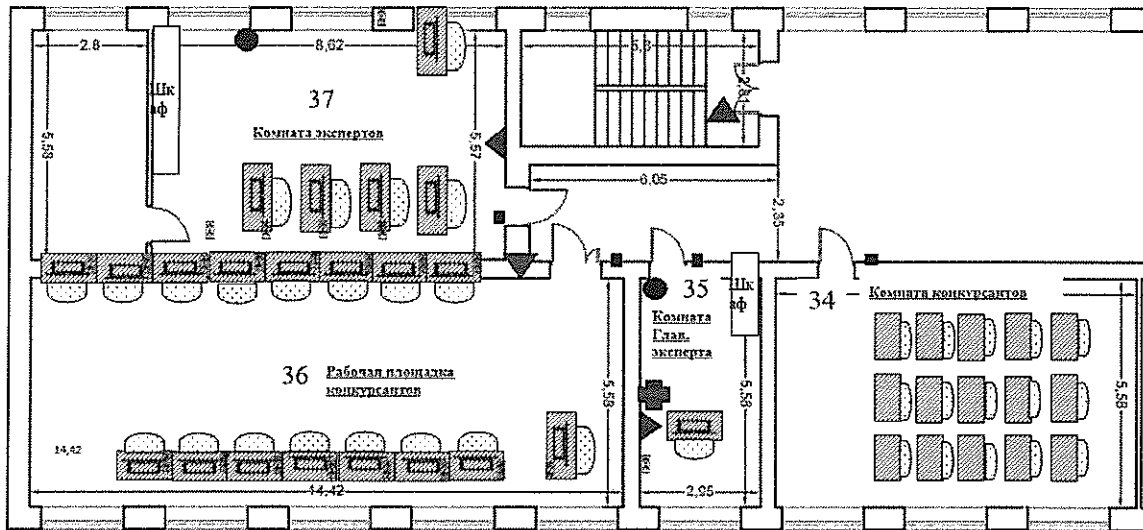 2.8
8,62
5,3
2,81
Шк
аф
37
Комната экспертов
5,58
5,57
6,05
2,35
35
Шк
аф
34
Комната конкурсантов
Комната
Глав.
эксперта
36
Рабочая площадка
конкурсантов
5,58
5,58
5,58
14,42
14,42
2,95